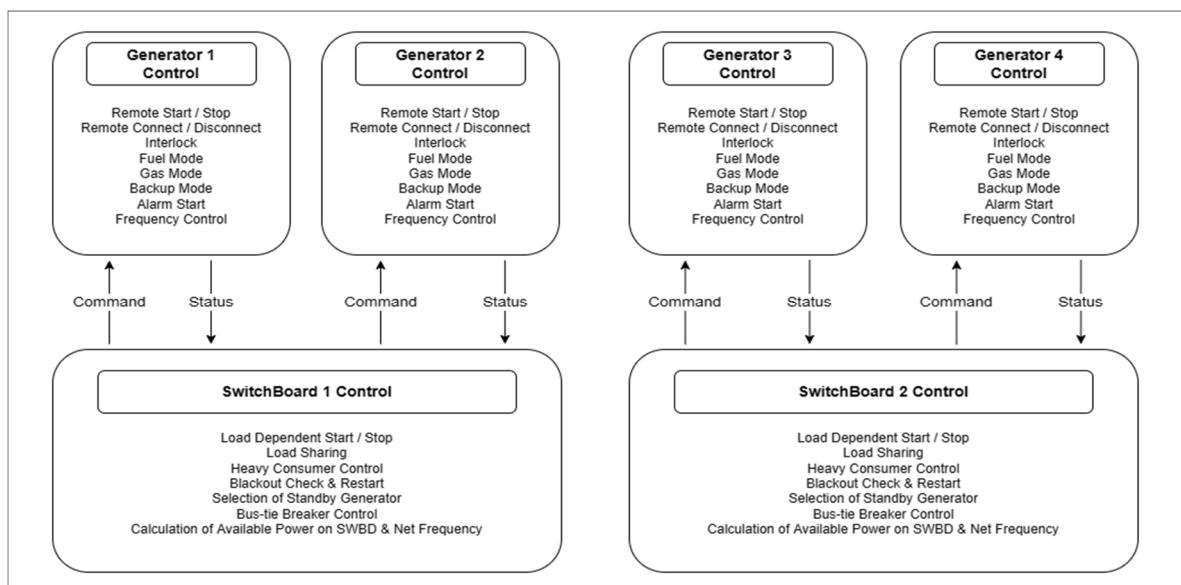 Generator 1
Control
Remote Start / Stop
Remote Connect / Disconnect
Interlock
Fuel Mode
Gas Mode
Backup Mode
Alarm Start
Frequency Control
Generator 2
Control
Remote Start / Stop
Remote Connect / Disconnect
Interlock
Fuel Mode
Gas Mode
Backup Mode
Alarm Start
Frequency Control
Generator 3
Control
Remote Start / Stop
Remote Connect / Disconnect
Interlock
Fuel Mode
Gas Mode
Backup Mode
Alarm Start
Frequency Control
Generator 4
Control
Remote Start / Stop
Remote Connect / Disconnect
Interlock
Fuel Mode
Gas Mode
Backup Mode
Alarm Start
Frequency Control
Command
Status
Command
Status
Command
Status
Command
Status
SwitchBoard 1 Control
Load Dependent Start / Stop
Load Sharing
Heavy Consumer Control
Blackout Check & Restart
Selection of Standby Generator
Bus-tie Breaker Control
Calculation of Available Power on SWBD & Net Frequency
SwitchBoard 2 Control
Load Dependent Start / Stop
Load Sharing
Heavy Consumer Control
Blackout Check & Restart
Selection of Standby Generator
Bus-tie Breaker Control
Calculation of Available Power on SWBD & Net Frequency